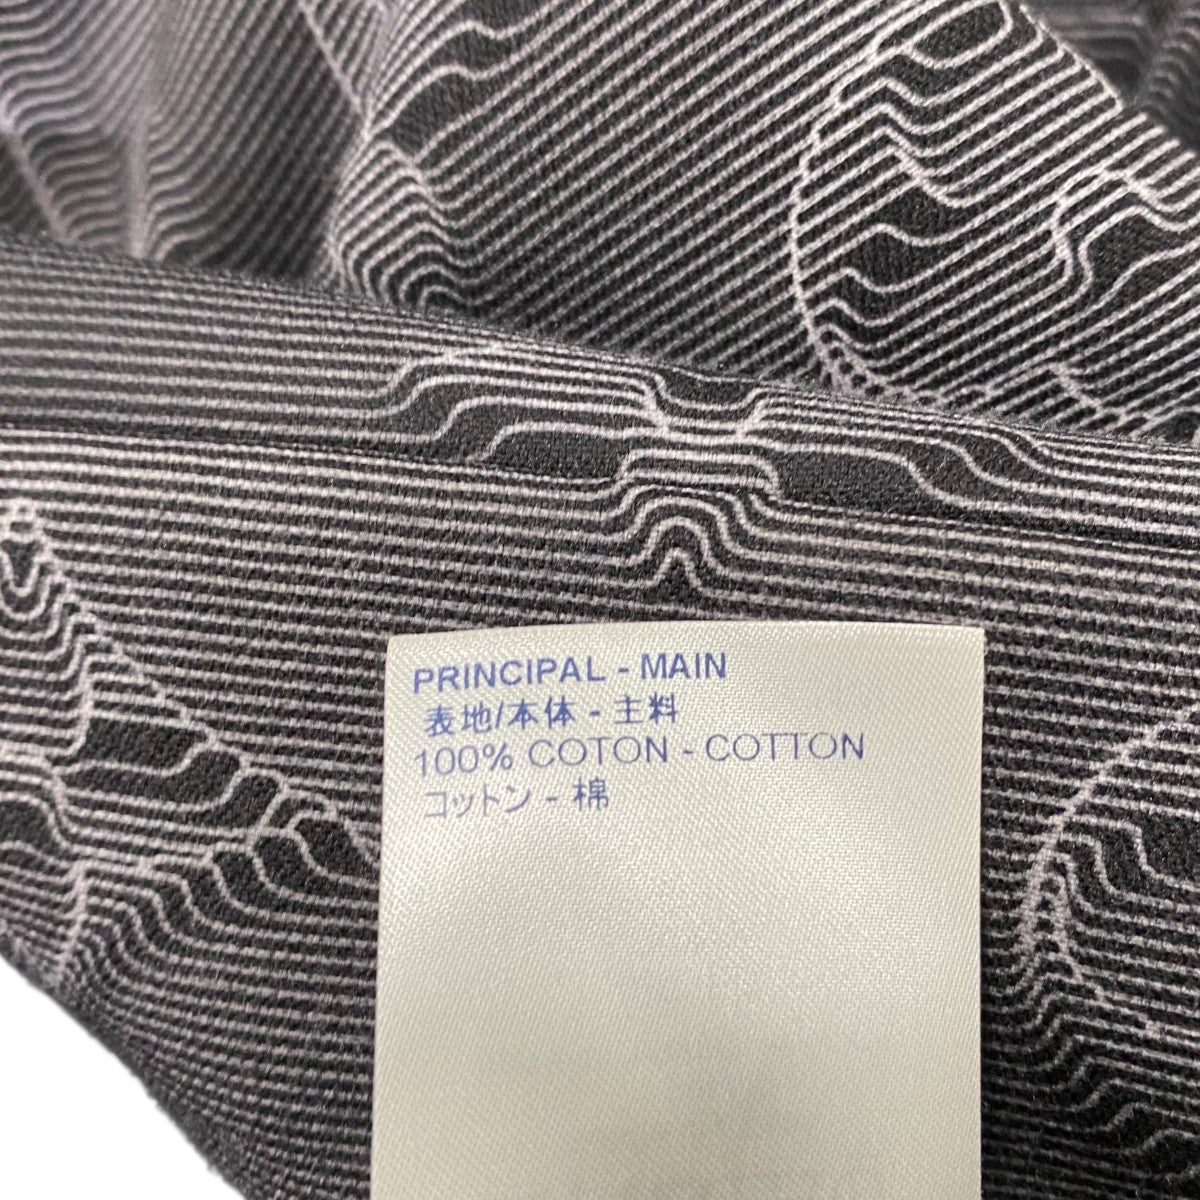 PRINCIPAL - MAIN
表地/本体 - 主料
100% COTON - COTTON
コットン - 棉